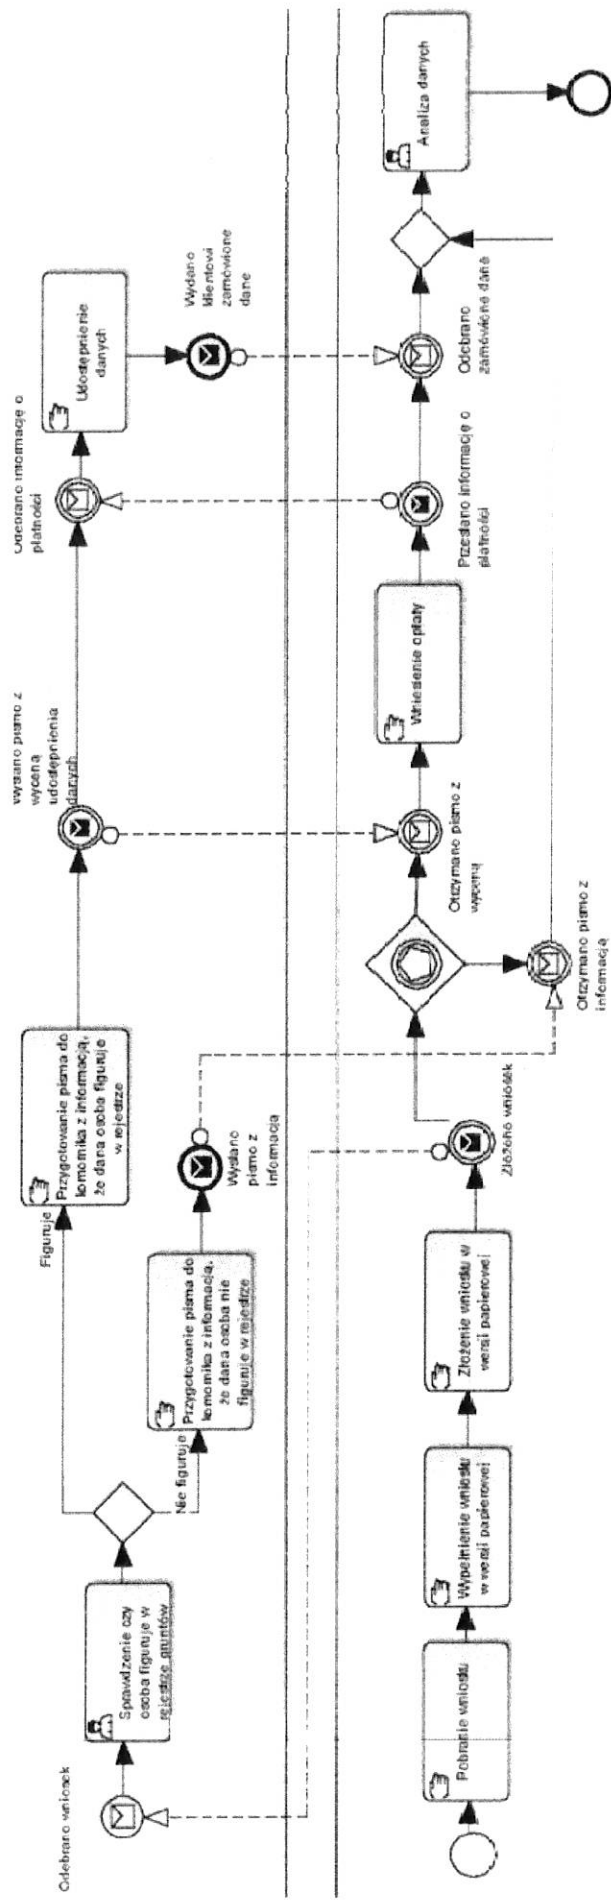 Odebrano wniosek
Sprawdzenie czy
osoba figuruje w
rejestrze gruntów
Figuruje
Nie figuruje
Przygotowanie pisma do
komornika z informacją,
że dana osoba figuruje
w rejestrze
Przygotowanie pisma do
komornika z informacją,
że dana osoba nie
figuruje w rejestrze
Wysłano
pismo z
informacją
Wysłano pismo z
wyceną
udostępnienia
danych
Odebrano informację o
płatności
Udostępnienie
danych
Wydano
klientowi
zamówione
dane
Pobranie wniosku
Wypełnienie wniosku
w wersji papierowej
Złożenie wniosku w
wersji papierowej
Złożono wniosek
Otrzymano pismo z
wyceną
Otrzymano pismo z
informacją
Wniesienie opłaty
Przesłano informację o
płatności
Odebrano
zamówione dane
Analiza danych